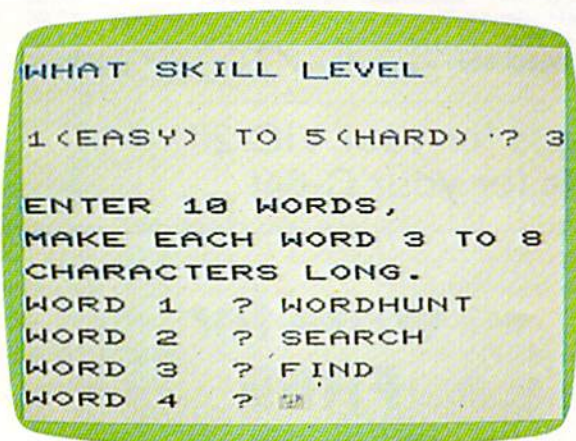 WHAT SKILL LEVEL
1(EASY) TO 5(HARD) ? 3
ENTER 10 WORDS,
MAKE EACH WORD 3 TO 8
CHARACTERS LONG.
WORD 1 ? WORDHUNT
WORD 2 ? SEARCH
WORD 3 ? FIND
WORD 4 ?